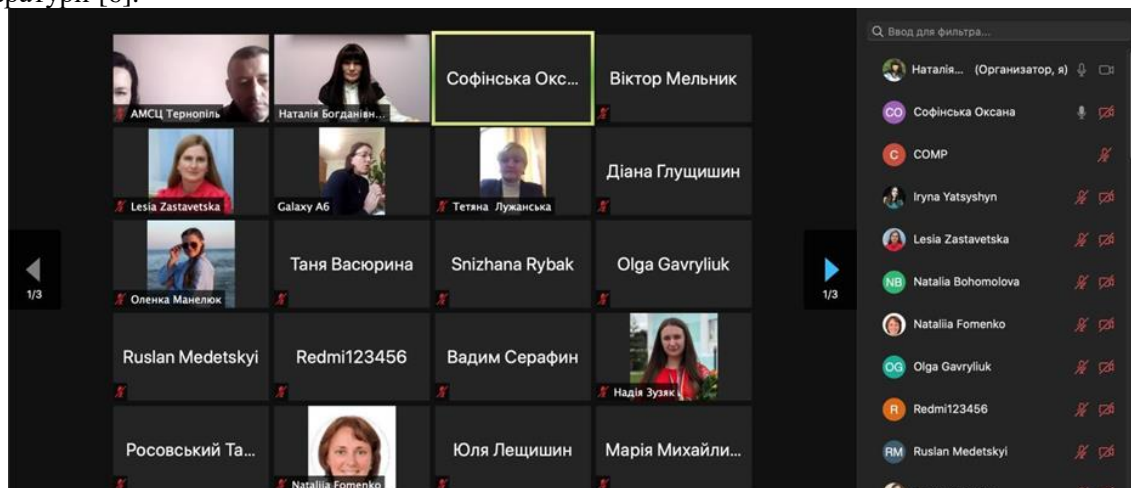 [8].
АМСЦ Тернопіль
Наталія Богданівн...
Софінська Окс...
Віктор Мельник
Lesia Zastavetska
Galaxy A6
Тетяна Лужанська
Діана Глущишин
1/3
Оленка Манелюк
Таня Васюрина
Snizhana Rybak
Olga Gavryliuk
1/3
Ruslan Medetskyi
Redmi123456
Вадим Серафин
Надія Зузяк
Росовський Та...
Nataliia Fomenko
Юля Лещишин
Марія Михайли...
Ввод для фильтра...
Наталія... (Организатор, я)
СО Софінська Оксана
C COMP
Iryna Yatsyshyn
Lesia Zastavetska
NB Natalia Bohomolova
Nataliia Fomenko
OG Olga Gavryliuk
R Redmi123456
RM Ruslan Medetskyi